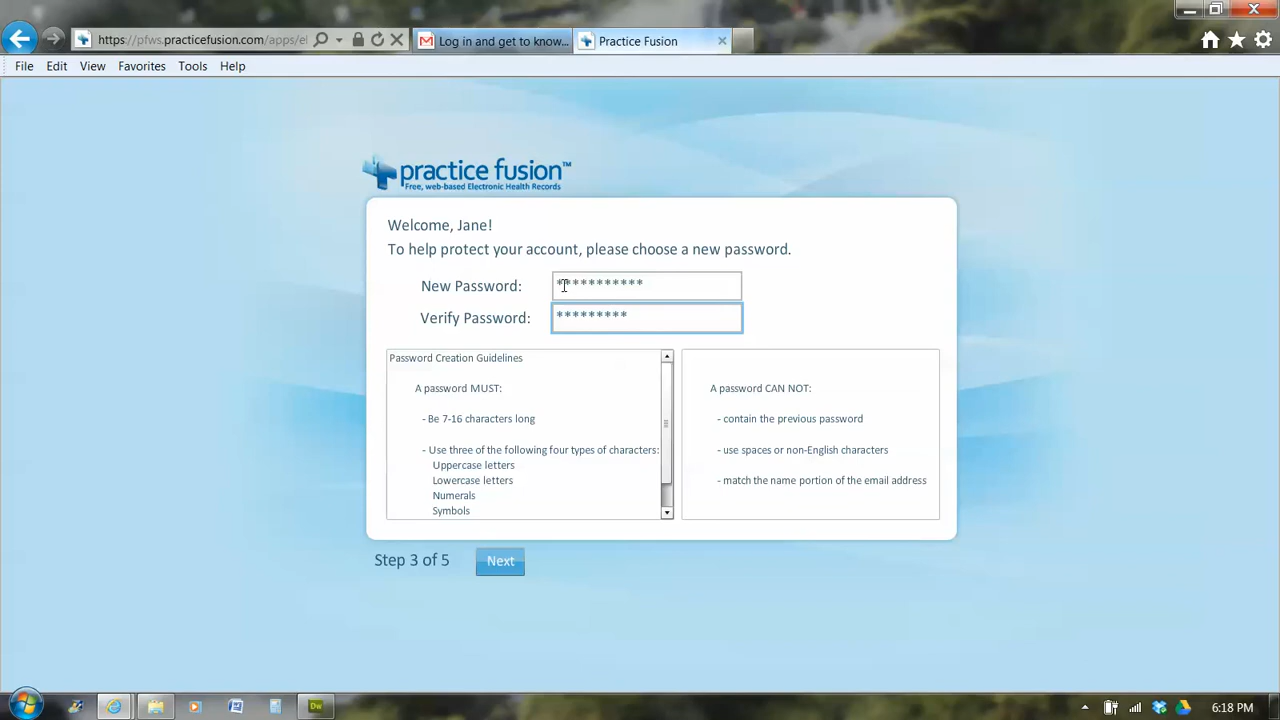 https://pfws.practicefusion.com/apps/el
Log in and get to know...
Practice Fusion
File Edit View Favorites Tools Help
practice fusion™
Free, web-based Electronic Health Records
Welcome, Jane!
To help protect your account, please choose a new password.
New Password: ***********
Verify Password: *********
Password Creation Guidelines
A password MUST:
- Be 7-16 characters long
- Use three of the following four types of characters:
Uppercase letters
Lowercase letters
Numerals
Symbols
A password CAN NOT:
- contain the previous password
- use spaces or non-English characters
- match the name portion of the email address
Step 3 of 5 Next
Dw
6:18 PM